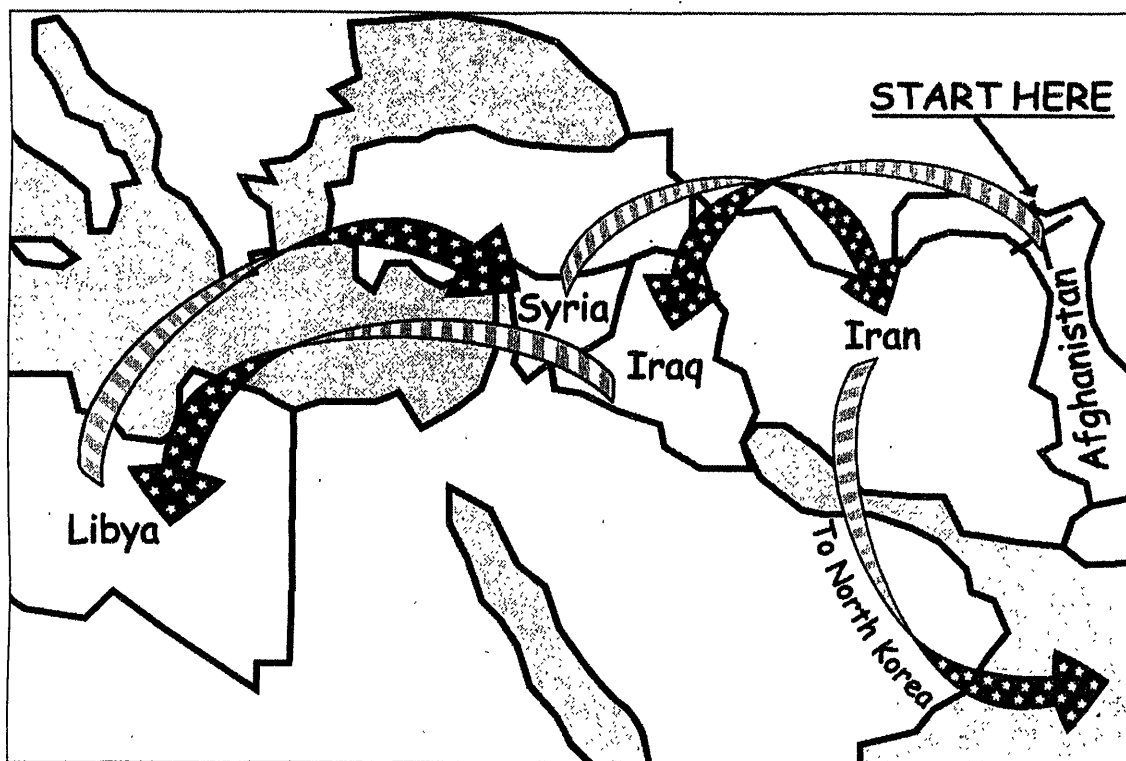 START HERE
Syria
Iraq
Iran
Afghanistan
Libya
To North Korea